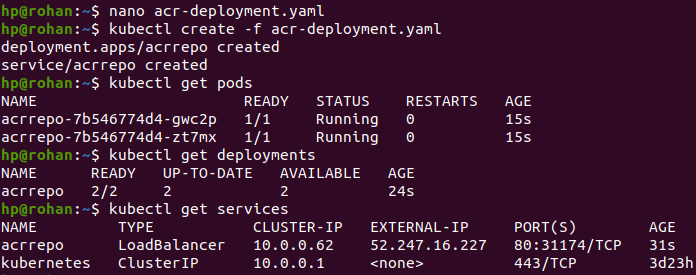 hp@rohan:~$ nano acr-deployment.yaml
hp@rohan:~$ kubectl create -f acr-deployment.yaml
deployment.apps/acrrepo created
service/acrrepo created
hp@rohan:~$ kubectl get pods
NAME READY STATUS RESTARTS AGE
acrrepo-7b546774d4-gwc2p 1/1 Running 0 15s
acrrepo-7b546774d4-zt7mx 1/1 Running 0 15s
hp@rohan:~$ kubectl get deployments
NAME READY UP-TO-DATE AVAILABLE AGE
acrrepo 2/2 2 2 24s
hp@rohan:~$ kubectl get services
NAME TYPE CLUSTER-IP EXTERNAL-IP PORT(S) AGE
acrrepo LoadBalancer 10.0.0.62 52.247.16.227 80:31174/TCP 31s
kubernetes ClusterIP 10.0.0.1 <none> 443/TCP 3d23h